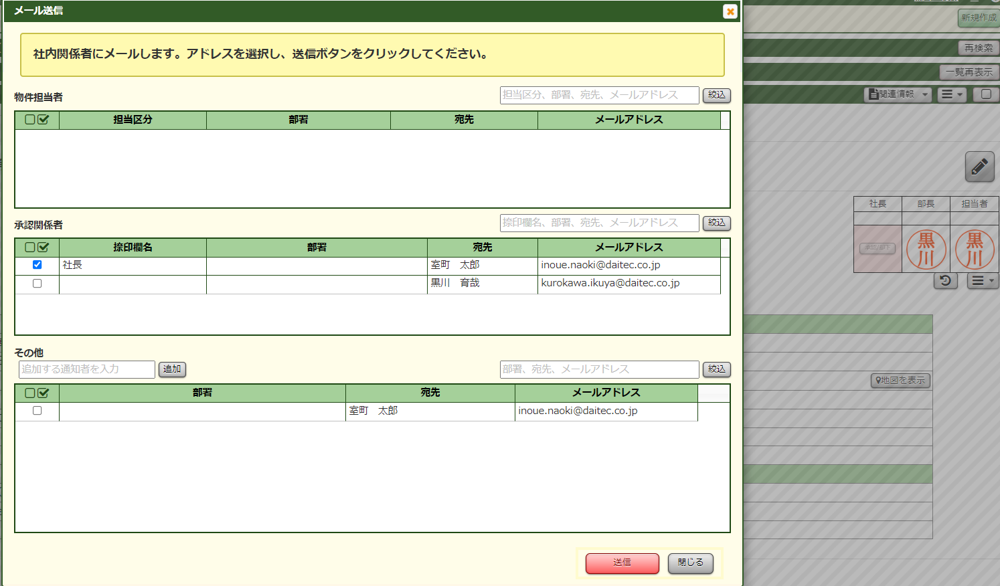 メール送信
新規作成
社内関係者にメールします。アドレスを選択し、送信ボタンをクリックしてください。
再検索
一覧再表示
物件担当者
担当区分、部署、宛先、メールアドレス
絞込
関連情報
担当区分
部署
宛先
メールアドレス
社長
部長
担当者
承認関係者
捺印欄名、部署、宛先、メールアドレス
絞込
捺印欄名
部署
宛先
メールアドレス
黒川
黒川
社長
室町　太郎
inoue.naoki@daitec.co.jp
黒川　育哉
kurokawa.ikuya@daitec.co.jp
その他
追加する通知者を入力
追加
部署、宛先、メールアドレス
絞込
地図を表示
部署
宛先
メールアドレス
室町　太郎
inoue.naoki@daitec.co.jp
送信
閉じる